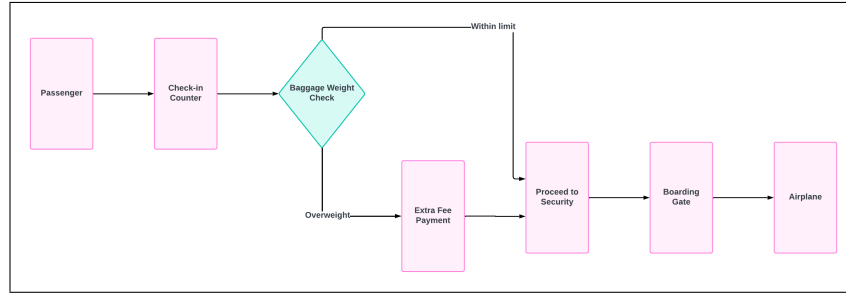 Within limit
Passenger
Check-in
Counter
Baggage Weight
Check
Overweight
Extra Fee
Payment
Proceed to
Security
Boarding
Gate
Airplane